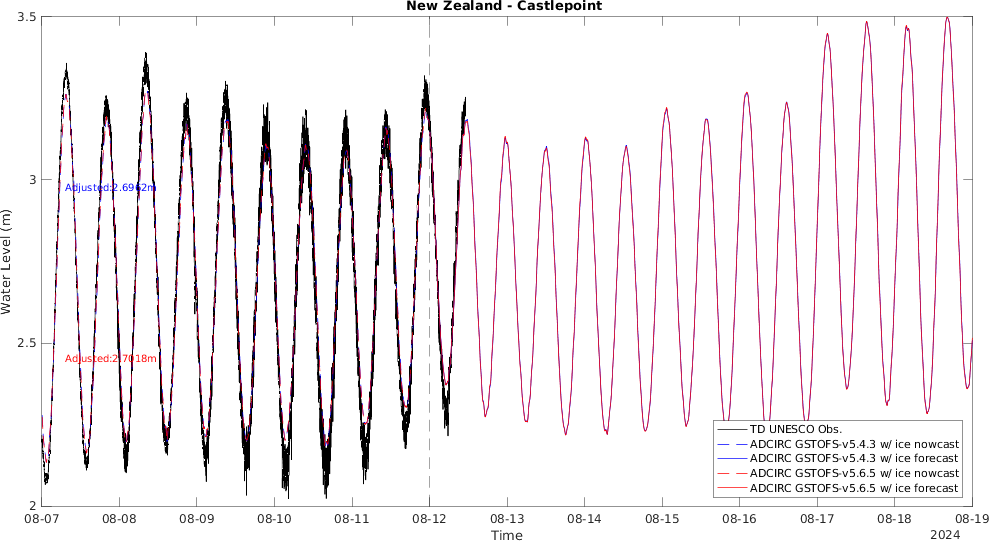 New Zealand - Castlepoint
Water Level (m)
3.5
3
2.5
2
Adjusted:2.6962m
Adjusted:2.7018m
TD UNESCO Obs.
ADCIRC GSTOFS-v5.4.3 w/ ice nowcast
ADCIRC GSTOFS-v5.4.3 w/ ice forecast
ADCIRC GSTOFS-v5.6.5 w/ ice nowcast
ADCIRC GSTOFS-v5.6.5 w/ ice forecast
08-07 08-08 08-09 08-10 08-11 08-12 08-13 08-14 08-15 08-16 08-17 08-18 08-19
Time
2024